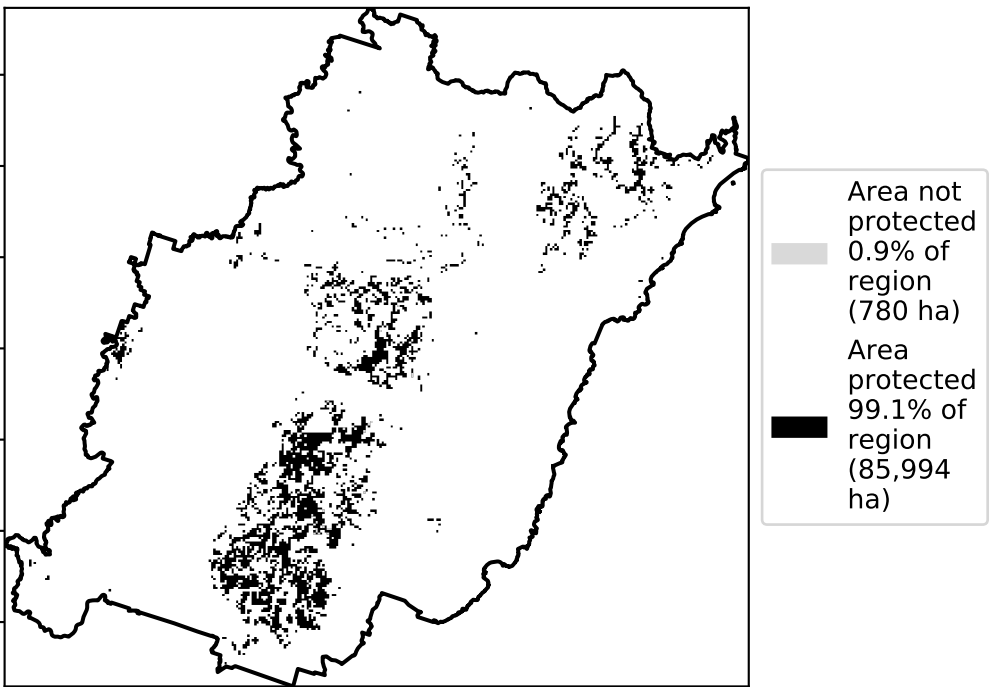 Area not
protected
0.9% of
region
(780 ha)
Area
protected
99.1% of
region
(85,994
ha)